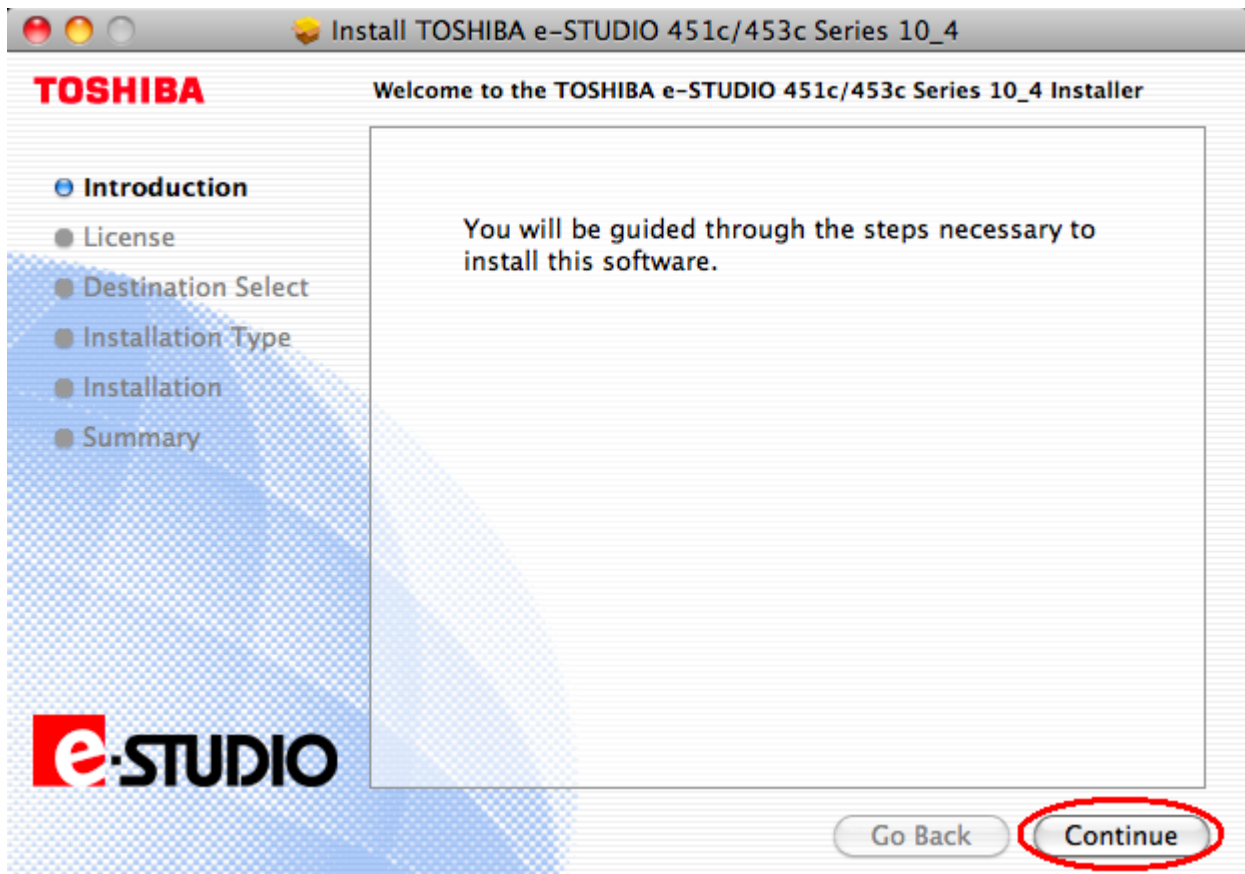 Install TOSHIBA e-STUDIO 451c/453c Series 10_4
TOSHIBA
Welcome to the TOSHIBA e-STUDIO 451c/453c Series 10_4 Installer
Introduction
License
Destination Select
Installation Type
Installation
Summary
You will be guided through the steps necessary to
install this software.
e-STUDIO
Go Back
Continue